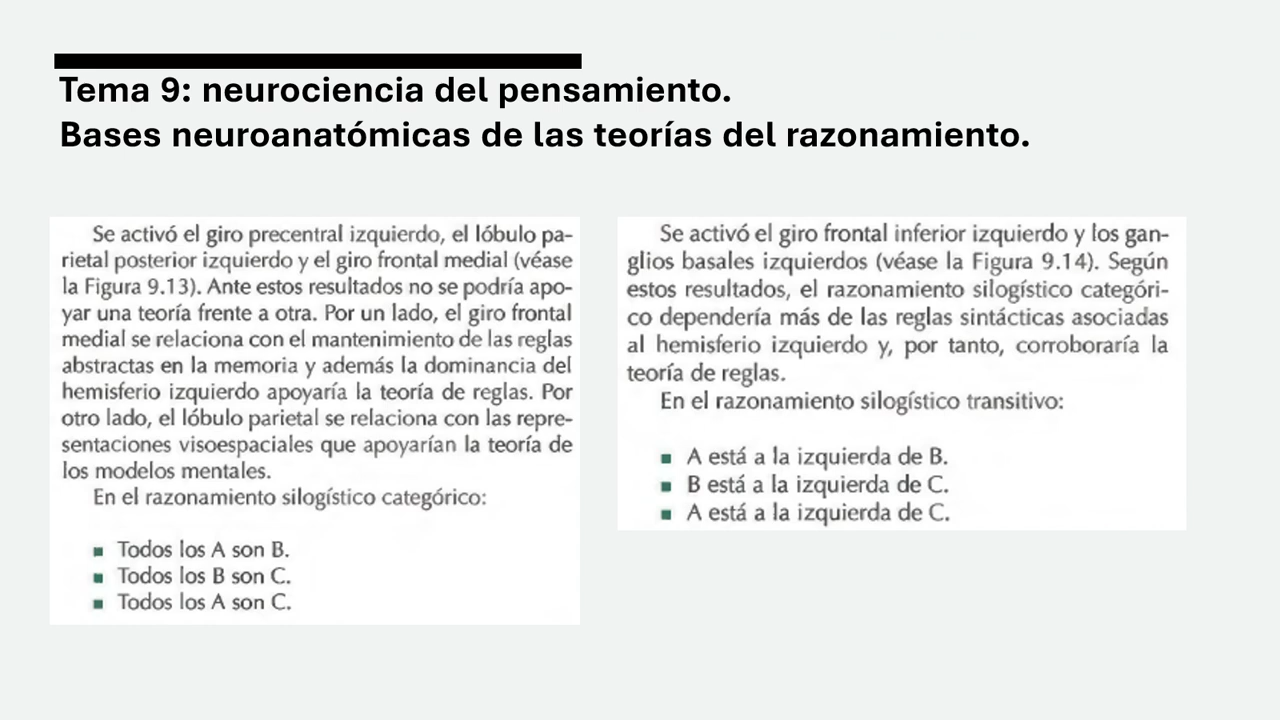 Tema 9: neurociencia del pensamiento.
Bases neuroanatómicas de las teorías del razonamiento.
Se activó el giro precentral izquierdo, el lóbulo pa-
rietal posterior izquierdo y el giro frontal medial (véase
la Figura 9.13). Ante estos resultados no se podría apo-
yar una teoría frente a otra. Por un lado, el giro frontal
medial se relaciona con el mantenimiento de las reglas
abstractas en la memoria y además la dominancia del
hemisferio izquierdo apoyaría la teoría de reglas. Por
otro lado, el lóbulo parietal se relaciona con las repre-
sentaciones visoespaciales que apoyarían la teoría de
los modelos mentales.
En el razonamiento silogístico categórico:
▪ Todos los A son B.
▪ Todos los B son C.
▪ Todos los A son C.
Se activó el giro frontal inferior izquierdo y los gan-
glios basales izquierdos (véase la Figura 9.14). Según
estos resultados, el razonamiento silogístico categóri-
co dependería más de las reglas sintácticas asociadas
al hemisferio izquierdo y, por tanto, corroboraría la
teoría de reglas.
En el razonamiento silogístico transitivo:
▪ A está a la izquierda de B.
▪ B está a la izquierda de C.
▪ A está a la izquierda de C.